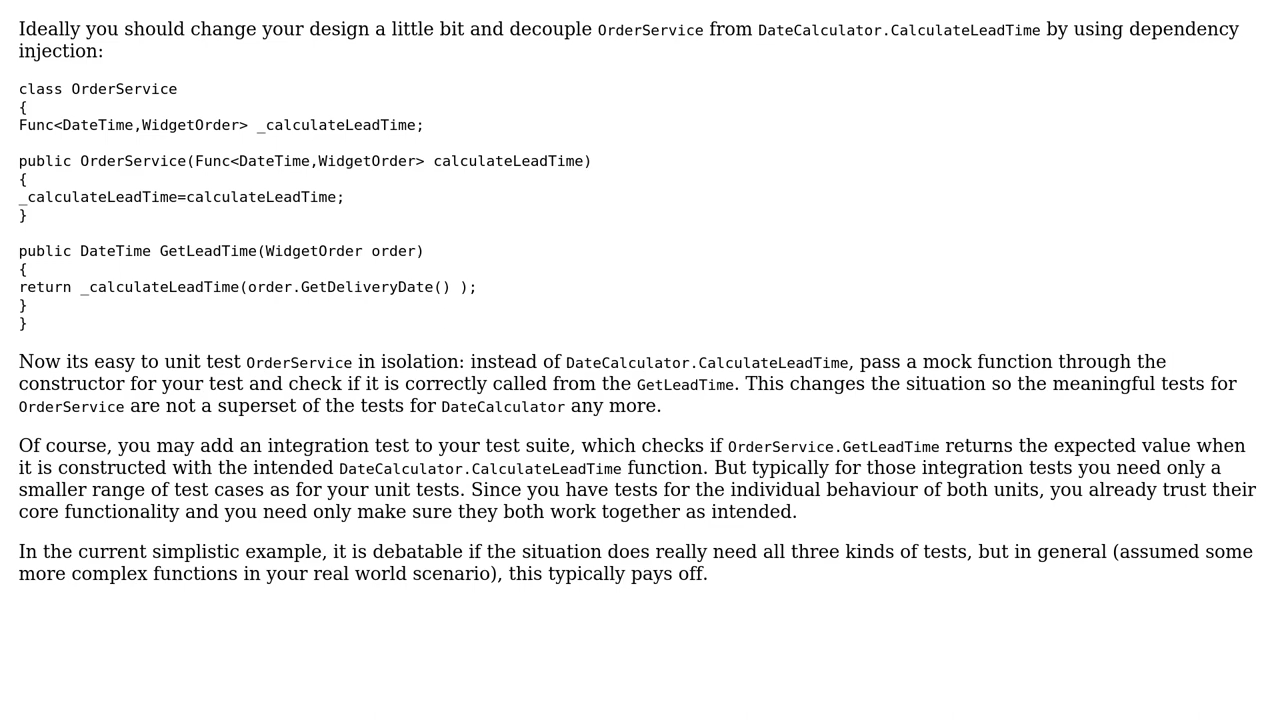 Ideally you should change your design a little bit and decouple OrderService from DateCalculator.CalculateLeadTime by using dependency
injection:
class OrderService
{
Func<DateTime,WidgetOrder> _calculateLeadTime;
public OrderService(Func<DateTime,WidgetOrder> calculateLeadTime)
{
_calculateLeadTime=calculateLeadTime;
}
public DateTime GetLeadTime(WidgetOrder order)
{
return _calculateLeadTime(order.GetDeliveryDate() );
}
}
Now its easy to unit test OrderService in isolation: instead of DateCalculator.CalculateLeadTime, pass a mock function through the
constructor for your test and check if it is correctly called from the GetLeadTime. This changes the situation so the meaningful tests for
OrderService are not a superset of the tests for DateCalculator any more.
Of course, you may add an integration test to your test suite, which checks if OrderService.GetLeadTime returns the expected value when
it is constructed with the intended DateCalculator.CalculateLeadTime function. But typically for those integration tests you need only a
smaller range of test cases as for your unit tests. Since you have tests for the individual behaviour of both units, you already trust their
core functionality and you need only make sure they both work together as intended.
In the current simplistic example, it is debatable if the situation does really need all three kinds of tests, but in general (assumed some
more complex functions in your real world scenario), this typically pays off.